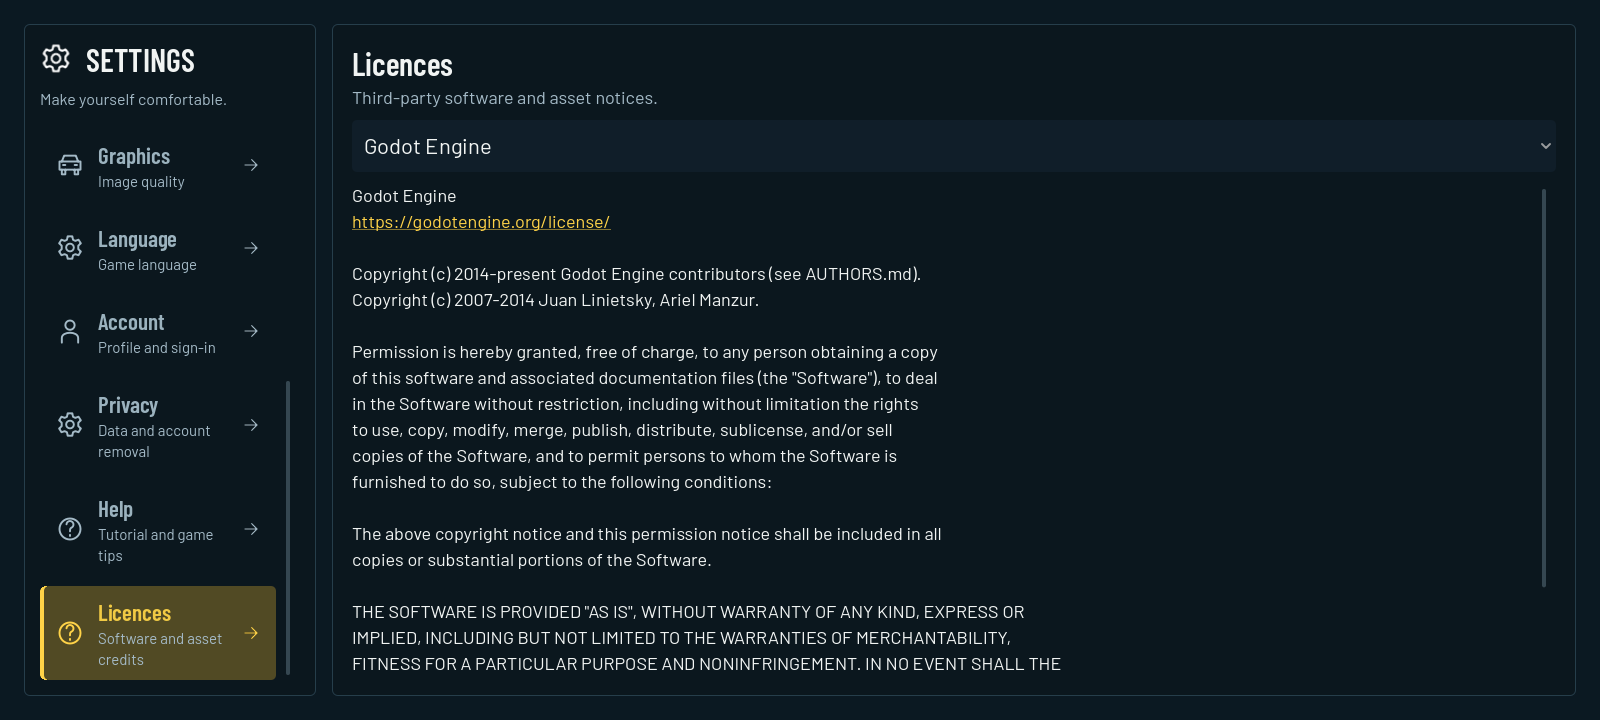 SETTINGS
Make yourself comfortable.
Graphics
Image quality
Language
Game language
Account
Profile and sign-in
Privacy
Data and account
removal
Help
Tutorial and game
tips
Licences
Software and asset
credits
Licences
Third-party software and asset notices.
Godot Engine
Godot Engine
https://godotengine.org/license/
Copyright (c) 2014-present Godot Engine contributors (see AUTHORS.md).
Copyright (c) 2007-2014 Juan Linietsky, Ariel Manzur.
Permission is hereby granted, free of charge, to any person obtaining a copy
of this software and associated documentation files (the "Software"), to deal
in the Software without restriction, including without limitation the rights
to use, copy, modify, merge, publish, distribute, sublicense, and/or sell
copies of the Software, and to permit persons to whom the Software is
furnished to do so, subject to the following conditions:
The above copyright notice and this permission notice shall be included in all
copies or substantial portions of the Software.
THE SOFTWARE IS PROVIDED "AS IS", WITHOUT WARRANTY OF ANY KIND, EXPRESS OR
IMPLIED, INCLUDING BUT NOT LIMITED TO THE WARRANTIES OF MERCHANTABILITY,
FITNESS FOR A PARTICULAR PURPOSE AND NONINFRINGEMENT. IN NO EVENT SHALL THE